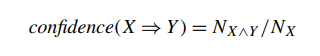 confidence(X ⇒ Y) = N_{X∧Y}/N_X